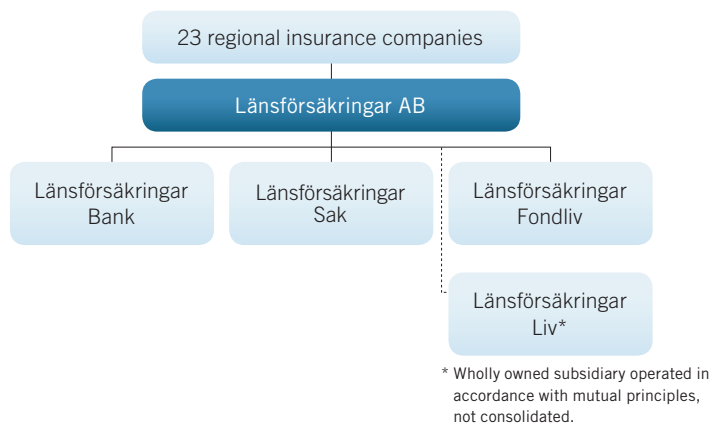 23 regional insurance companies
Länsförsäkringar AB
Länsförsäkringar
Bank
Länsförsäkringar
Sak
Länsförsäkringar
Fondliv
Länsförsäkringar
Liv*
* Wholly owned subsidiary operated in
accordance with mutual principles,
not consolidated.